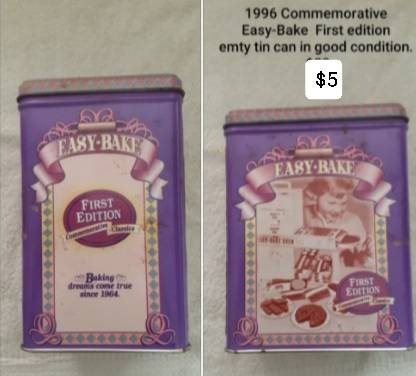 1996 Commemorative
Easy-Bake First edition
emty tin can in good condition.
$5
EASY-BAKE
FIRST
EDITION
Commemorative Classics
Baking
dreams come true
since 1964.
EASY-BAKE
FIRST
EDITION